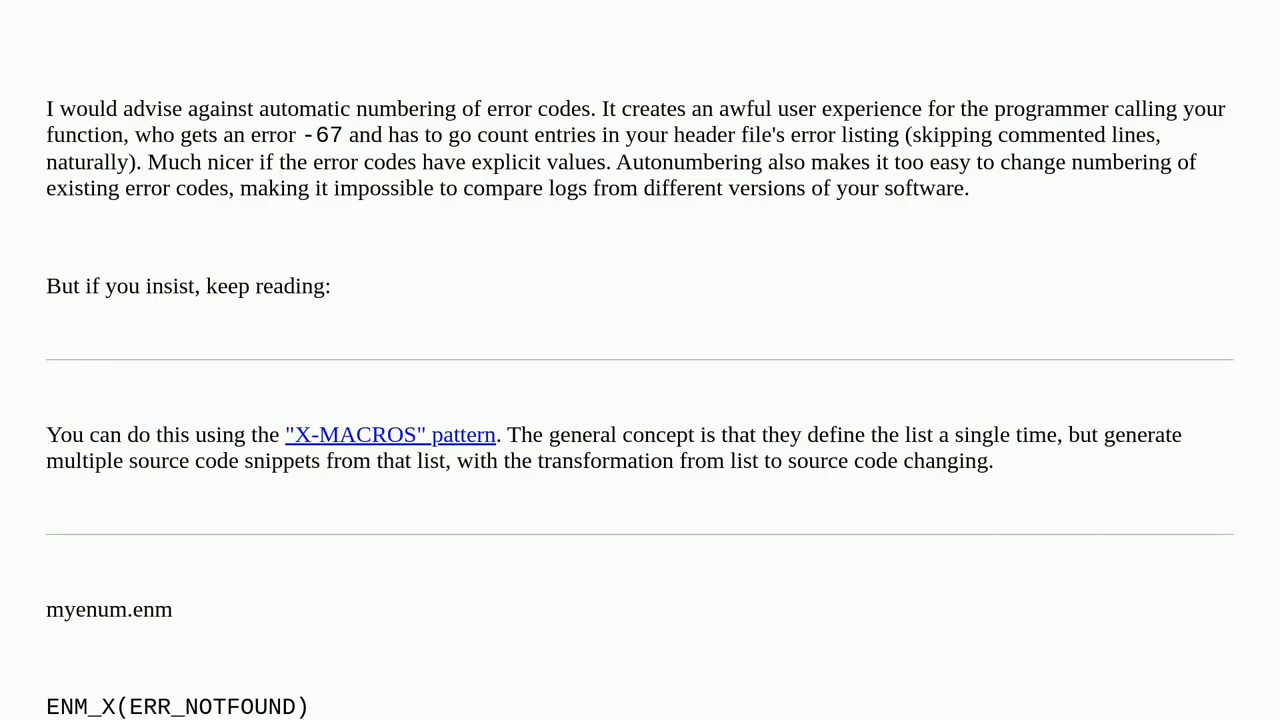 I would advise against automatic numbering of error codes. It creates an awful user experience for the programmer calling your
function, who gets an error -67 and has to go count entries in your header file's error listing (skipping commented lines,
naturally). Much nicer if the error codes have explicit values. Autonumbering also makes it too easy to change numbering of
existing error codes, making it impossible to compare logs from different versions of your software.
But if you insist, keep reading:
You can do this using the "X-MACROS" pattern. The general concept is that they define the list a single time, but generate
multiple source code snippets from that list, with the transformation from list to source code changing.
myenum.enm
ENM_X(ERR_NOTFOUND)